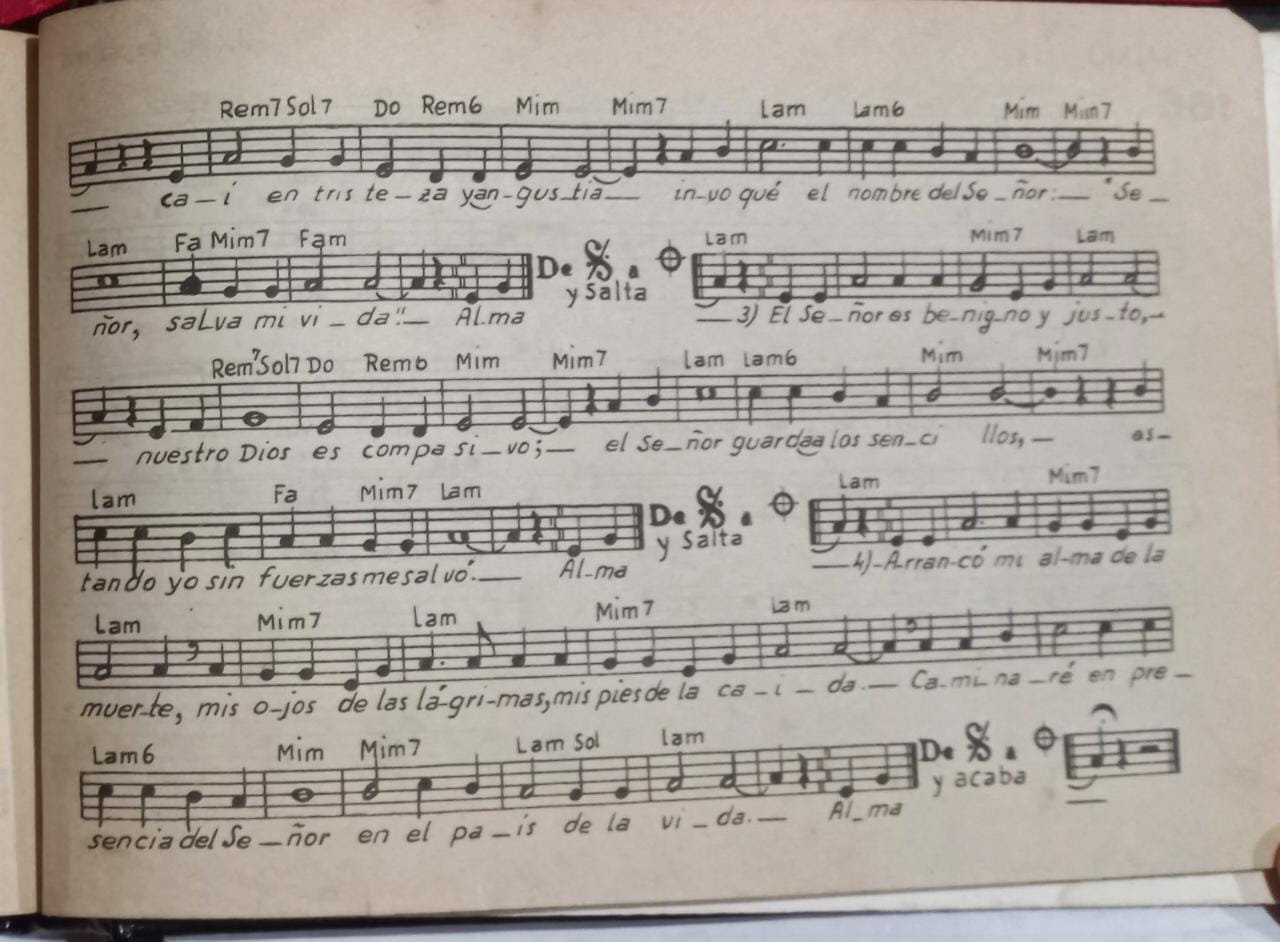 Rem7 Sol7 Do Rem6 Mim Mim7 Lam Lam6 Mim Mim7
ca–í en tris te–za yan–gus–tia— in–vo qué el nombre del Se–ñor:— "Se–
Lam Fa Mim7 Fam De a Lam Mim7 Lam
y Salta
ñor, salva mi vi–da".— Al–ma —3) El Se–ñor es be–nig–no y jus–to,–
Rem7 Sol7 Do Rem6 Mim Mim7 Lam Lam6 Mim Mim7
— nuestro Dios es compa si–vo;— el Se–ñor guardaa los sen–ci llos,— es–
Lam Fa Mim7 Lam De a Lam Mim7
y Salta
tando yo sin fuerzas me salvó.— Al–ma —4)–Arran–có mi al–ma de la
Lam Mim7 Lam Mim7 Lam
muer–te, mis o–jos de las lá–gri–mas, mis pies de la ca–i–da.— Ca–mi–na–ré en pre–
Lam6 Mim Mim7 Lam Sol Lam De a
y acaba
sencia del Se–ñor en el pa–is de la vi–da.— Al–ma —